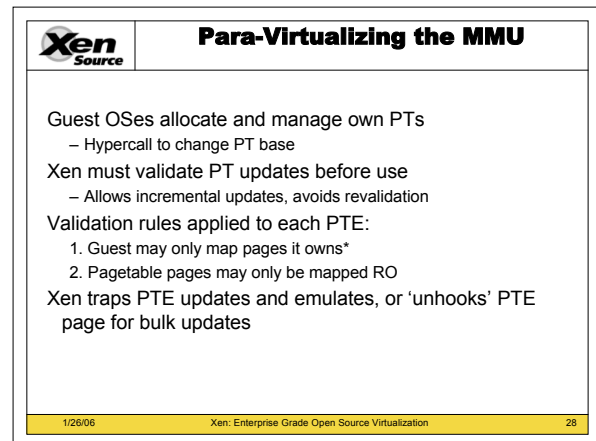 Xen
Source
Para-Virtualizing the MMU
Guest OSes allocate and manage own PTs
– Hypercall to change PT base
Xen must validate PT updates before use
– Allows incremental updates, avoids revalidation
Validation rules applied to each PTE:
1. Guest may only map pages it owns*
2. Pagetable pages may only be mapped RO
Xen traps PTE updates and emulates, or ‘unhooks’ PTE
page for bulk updates
1/26/06
Xen: Enterprise Grade Open Source Virtualization
28